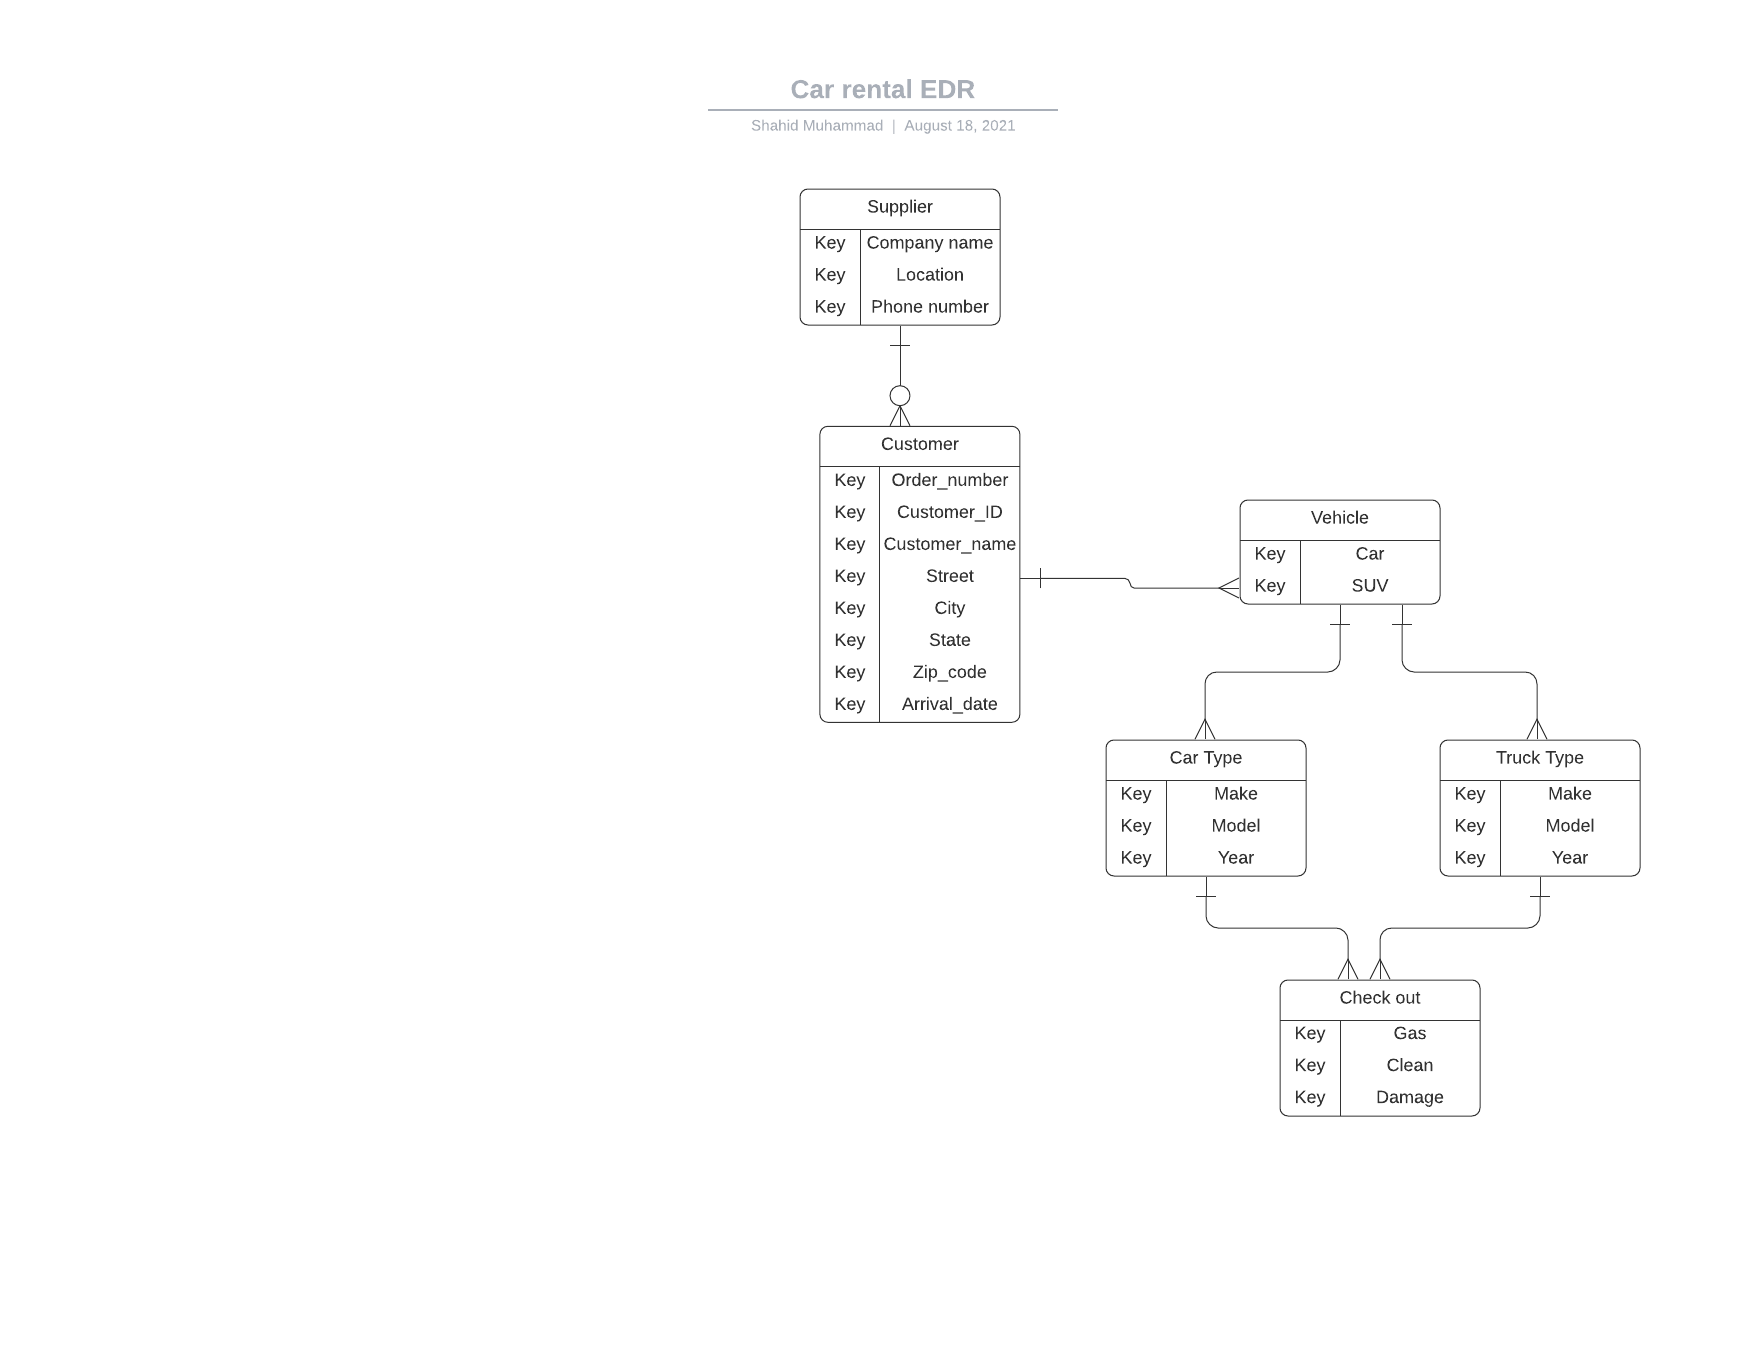 Car rental EDR
Shahid Muhammad | August 18, 2021
Supplier
Key Company name
Key Location
Key Phone number
Customer
Key Order_number
Key Customer_ID
Key Customer_name
Key Street
Key City
Key State
Key Zip_code
Key Arrival_date
Vehicle
Key Car
Key SUV
Car Type
Key Make
Key Model
Key Year
Truck Type
Key Make
Key Model
Key Year
Check out
Key Gas
Key Clean
Key Damage